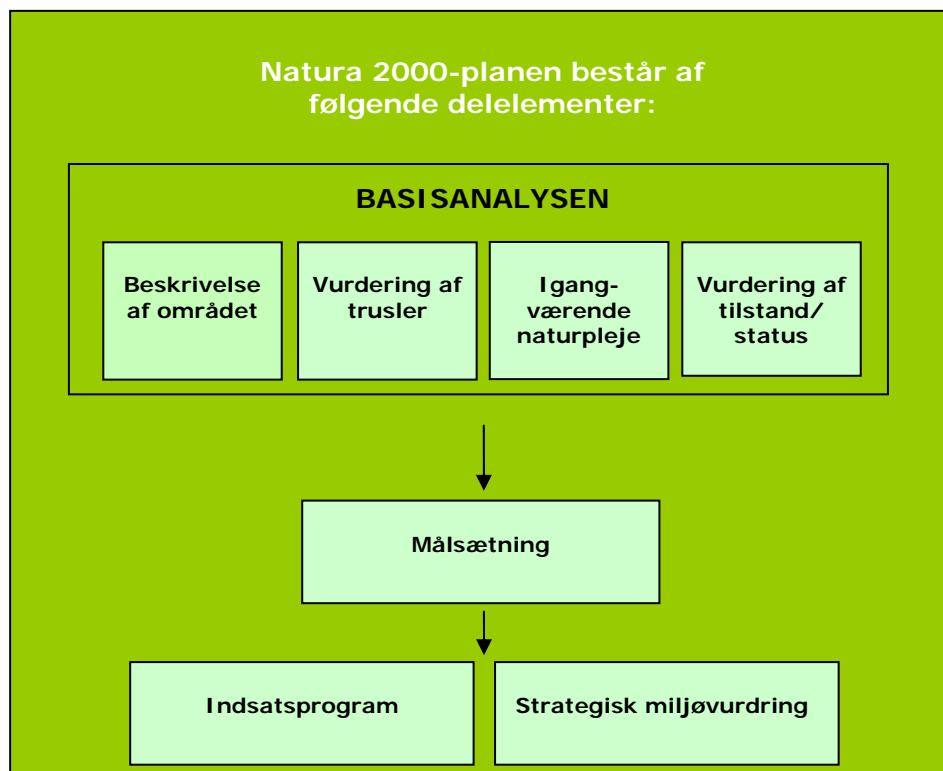 Natura 2000-planen består af
følgende delelementer:
BASISANALYSEN
Beskrivelse
af området
Vurdering af
trusler
Igang-
værende
naturpleje
Vurdering af
tilstand/
status
Målsætning
Indsatsprogram
Strategisk miljøvurdring